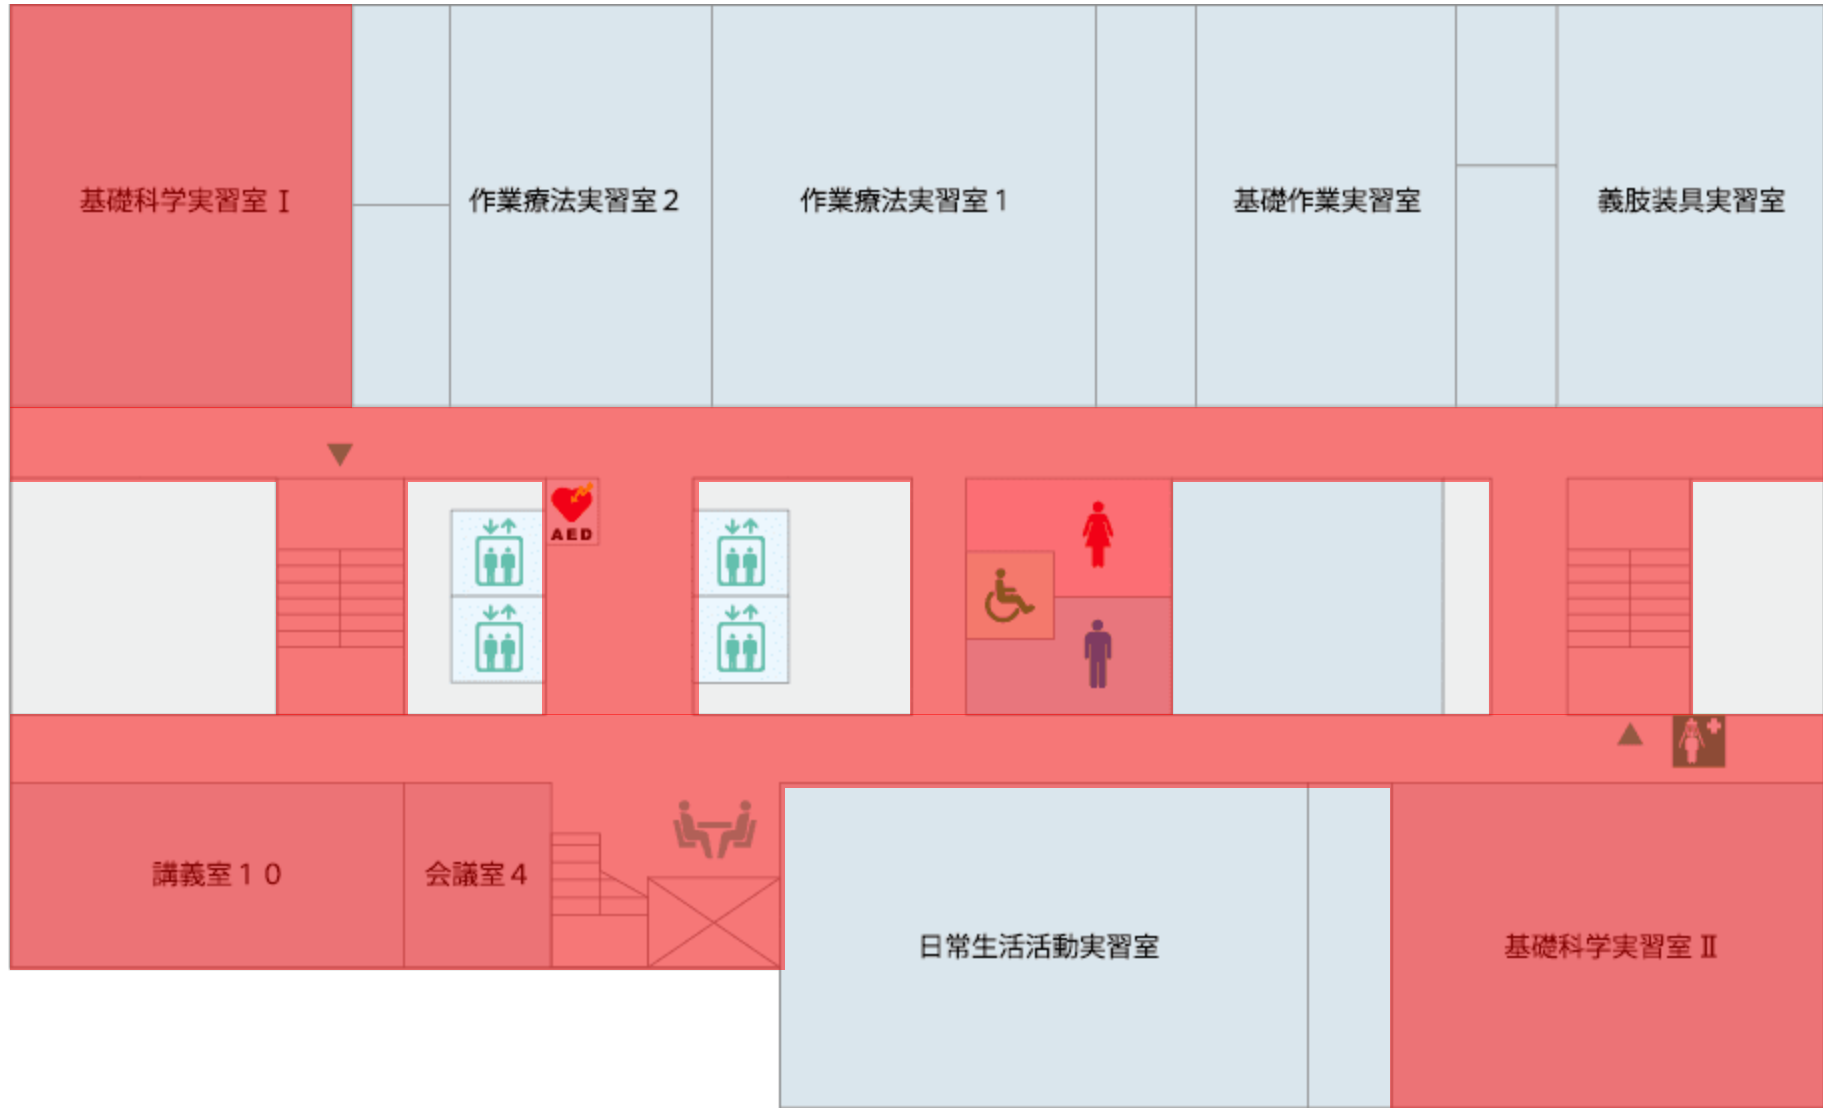 基礎科学実習室Ⅰ
作業療法実習室2
作業療法実習室1
基礎作業実習室
義肢装具実習室
AED
講義室10
会議室4
日常生活活動実習室
基礎科学実習室Ⅱ